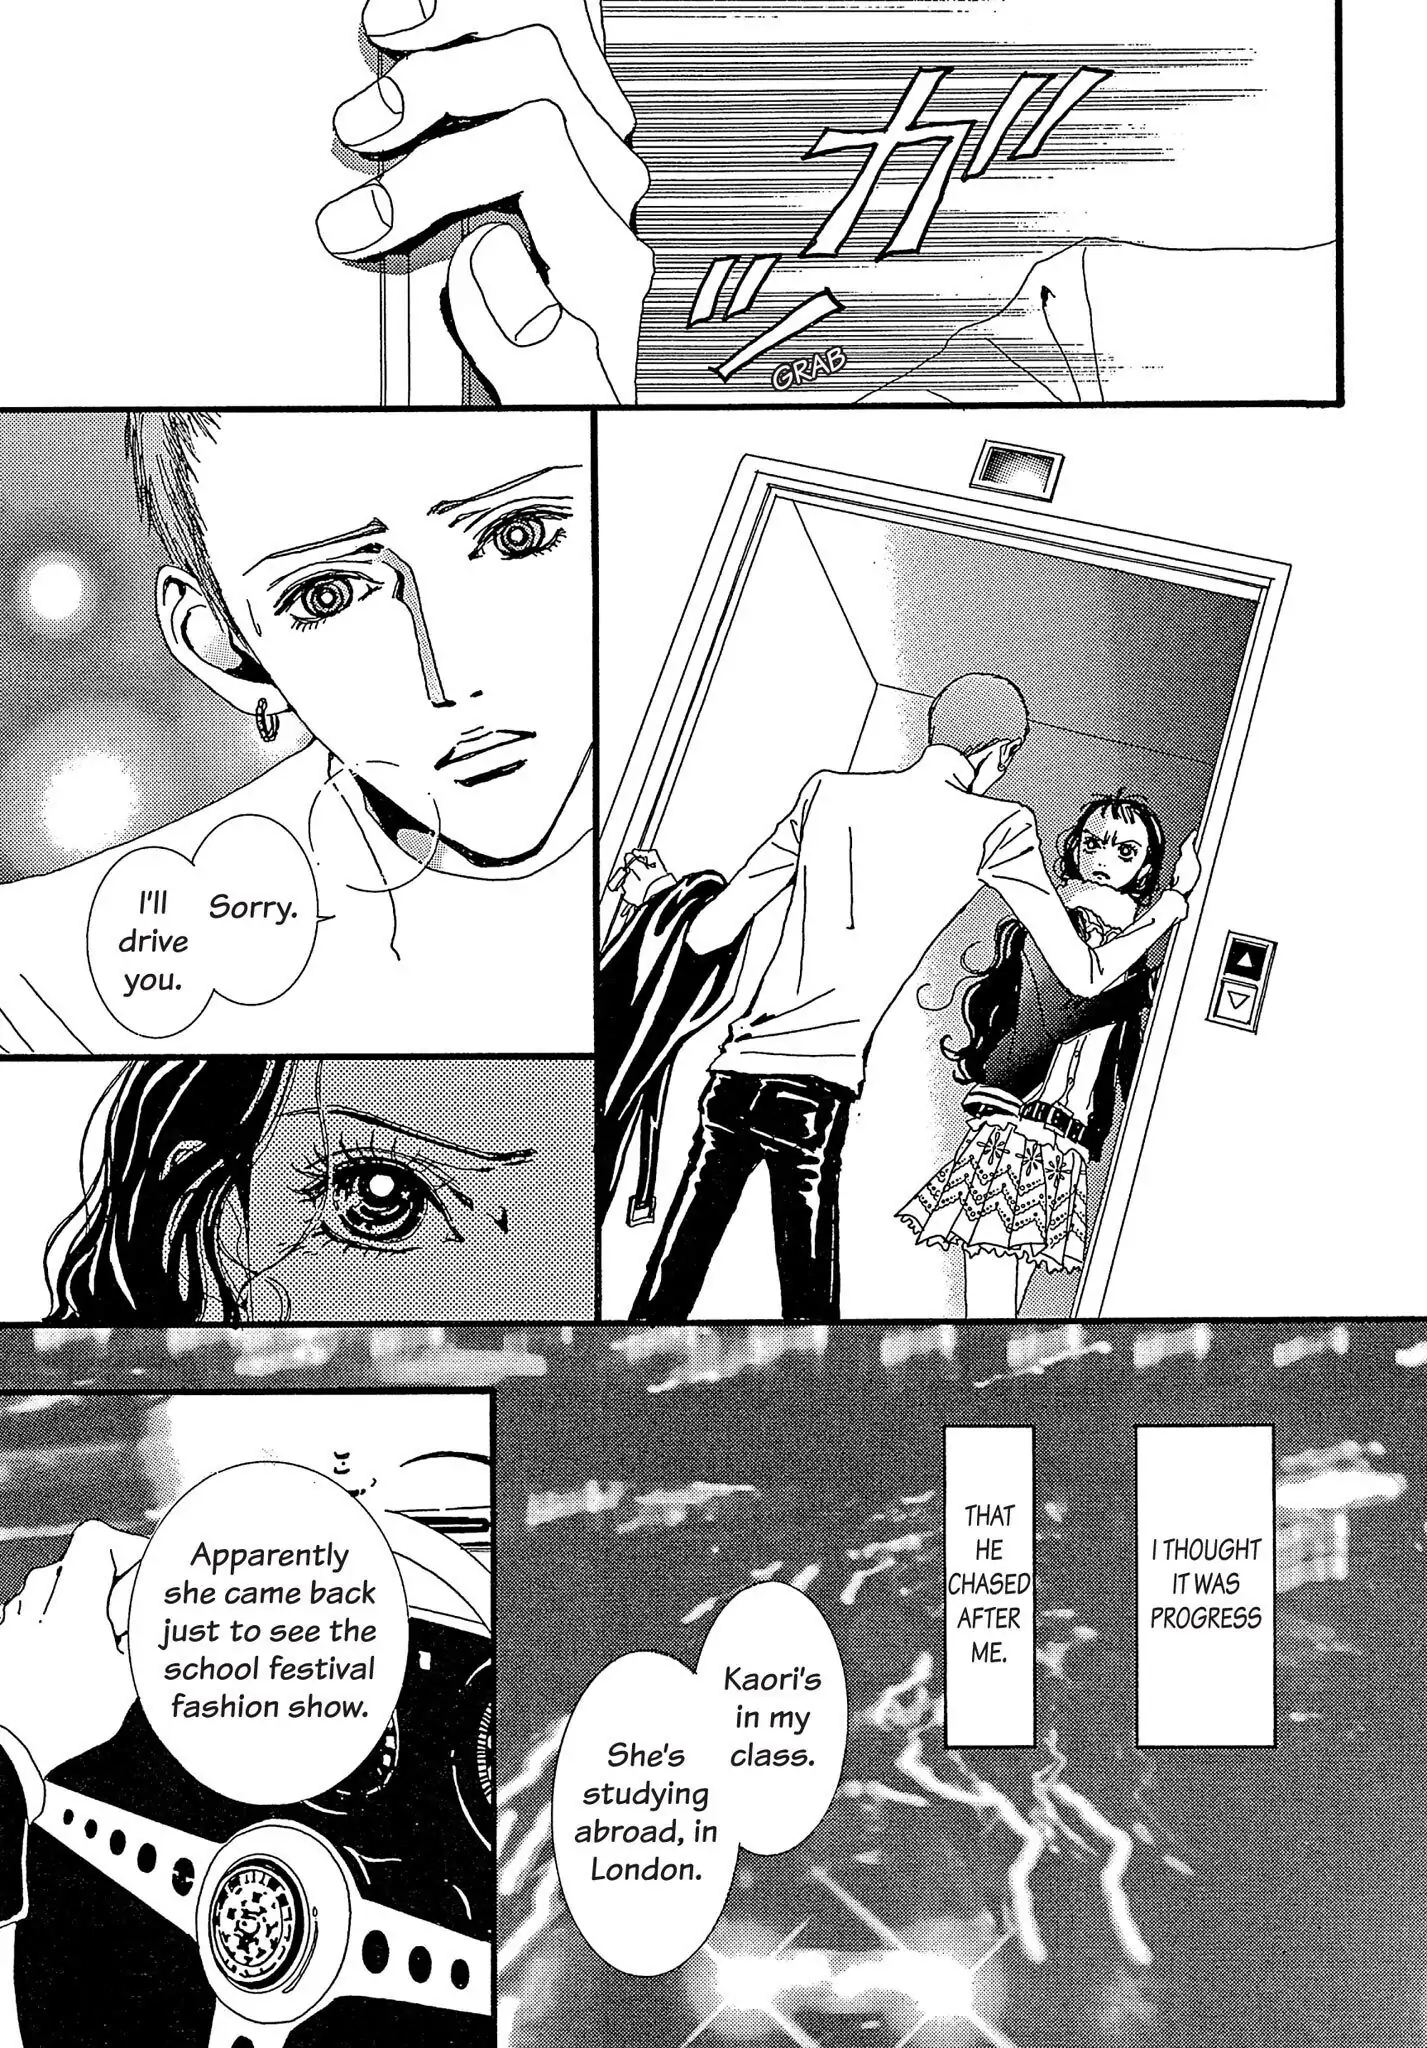 ガガッ
GRAB
Sorry.
I'll
drive
you.
I THOUGHT
IT WAS
PROGRESS
THAT
HE
CHASED
AFTER
ME.
Kaori's
in my
class.
She's
studying
abroad, in
London.
Apparently
she came back
just to see the
school festival
fashion show.